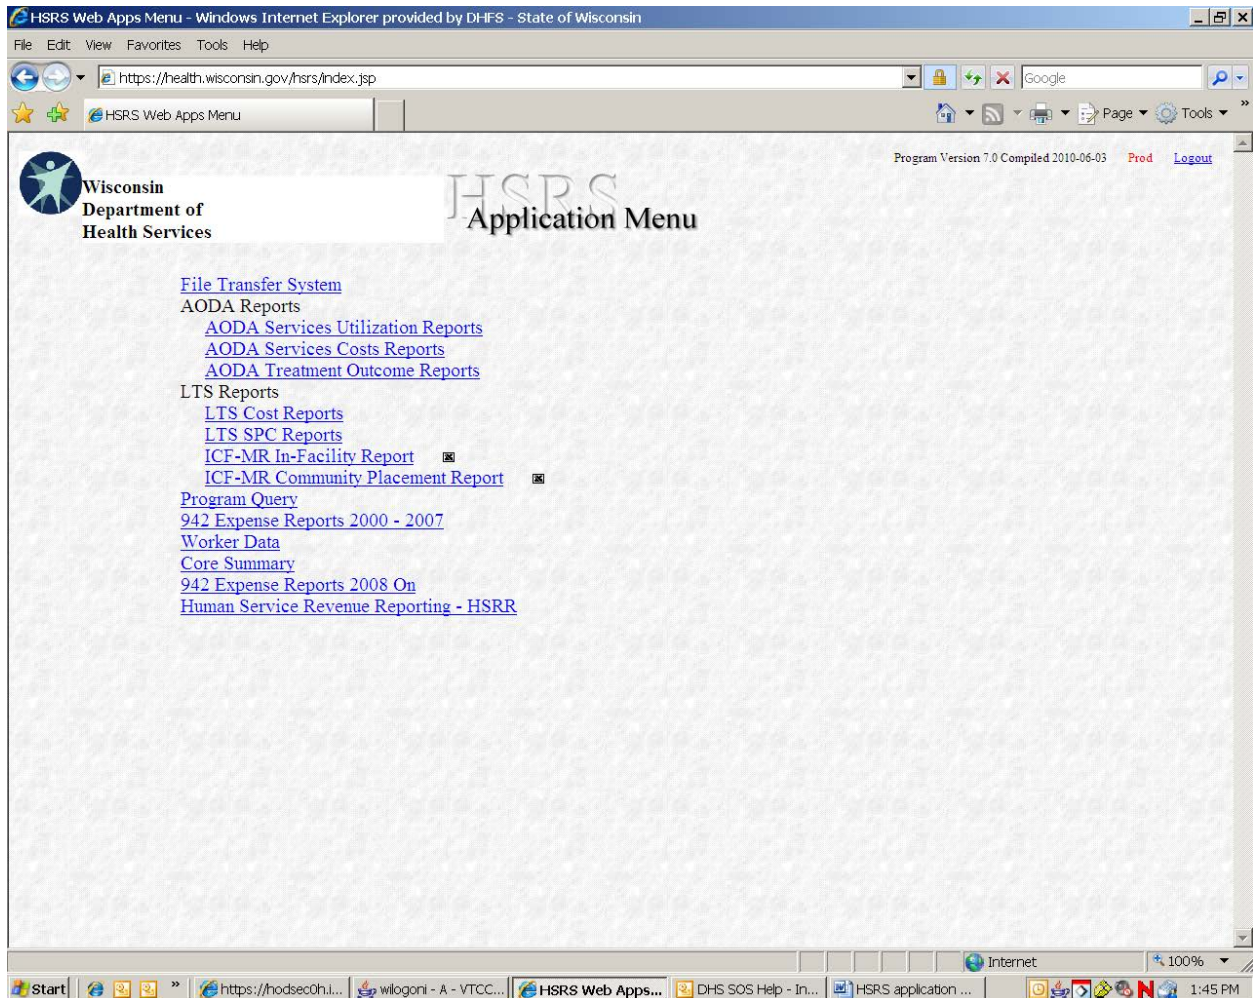 HSRS Web Apps Menu - Windows Internet Explorer provided by DHFS - State of Wisconsin
File Edit View Favorites Tools Help
https://health.wisconsin.gov/hsrs/index.jsp
Google
HSRS Web Apps Menu
Page
Tools
Program Version 7.0 Compiled 2010-06-03 Prod Logout
Wisconsin
Department of
Health Services
HSRS
Application Menu
File Transfer System
AODA Reports
AODA Services Utilization Reports
AODA Services Costs Reports
AODA Treatment Outcome Reports
LTS Reports
LTS Cost Reports
LTS SPC Reports
ICF-MR In-Facility Report
ICF-MR Community Placement Report
Program Query
942 Expense Reports 2000 - 2007
Worker Data
Core Summary
942 Expense Reports 2008 On
Human Service Revenue Reporting - HSRR
Internet
100%
Start
https://hodsec0h.i...
wilogoni - A - VTCC...
HSRS Web Apps...
DHS SOS Help - In...
HSRS application ...
1:45 PM